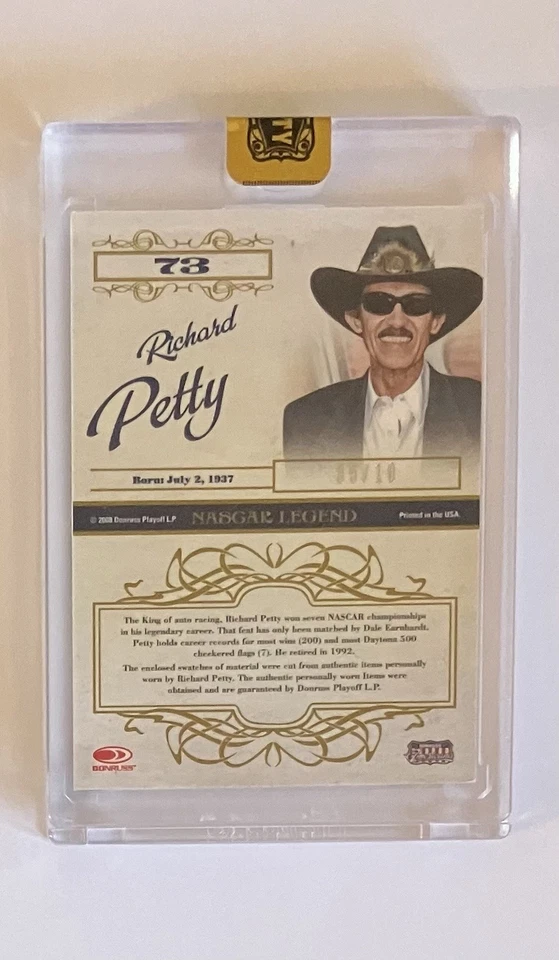 TY
73
Richard
Petty
Born: July 2, 1937
/10
© 2008 Donruss Playoff L.P.
NASCAR LEGEND
Printed in the USA
The King of auto racing, Richard Petty won seven NASCAR championships
in his legendary career. That feat has only been matched by Dale Earnhardt.
Petty holds career records for most wins (200) and most Daytona 500
checkered flags (7). He retired in 1992.
The enclosed swatches of material were cut from authentic items personally
worn by Richard Petty. The authentic personally worn items were
obtained and are guaranteed by Donruss Playoff L.P.
DONRUSS